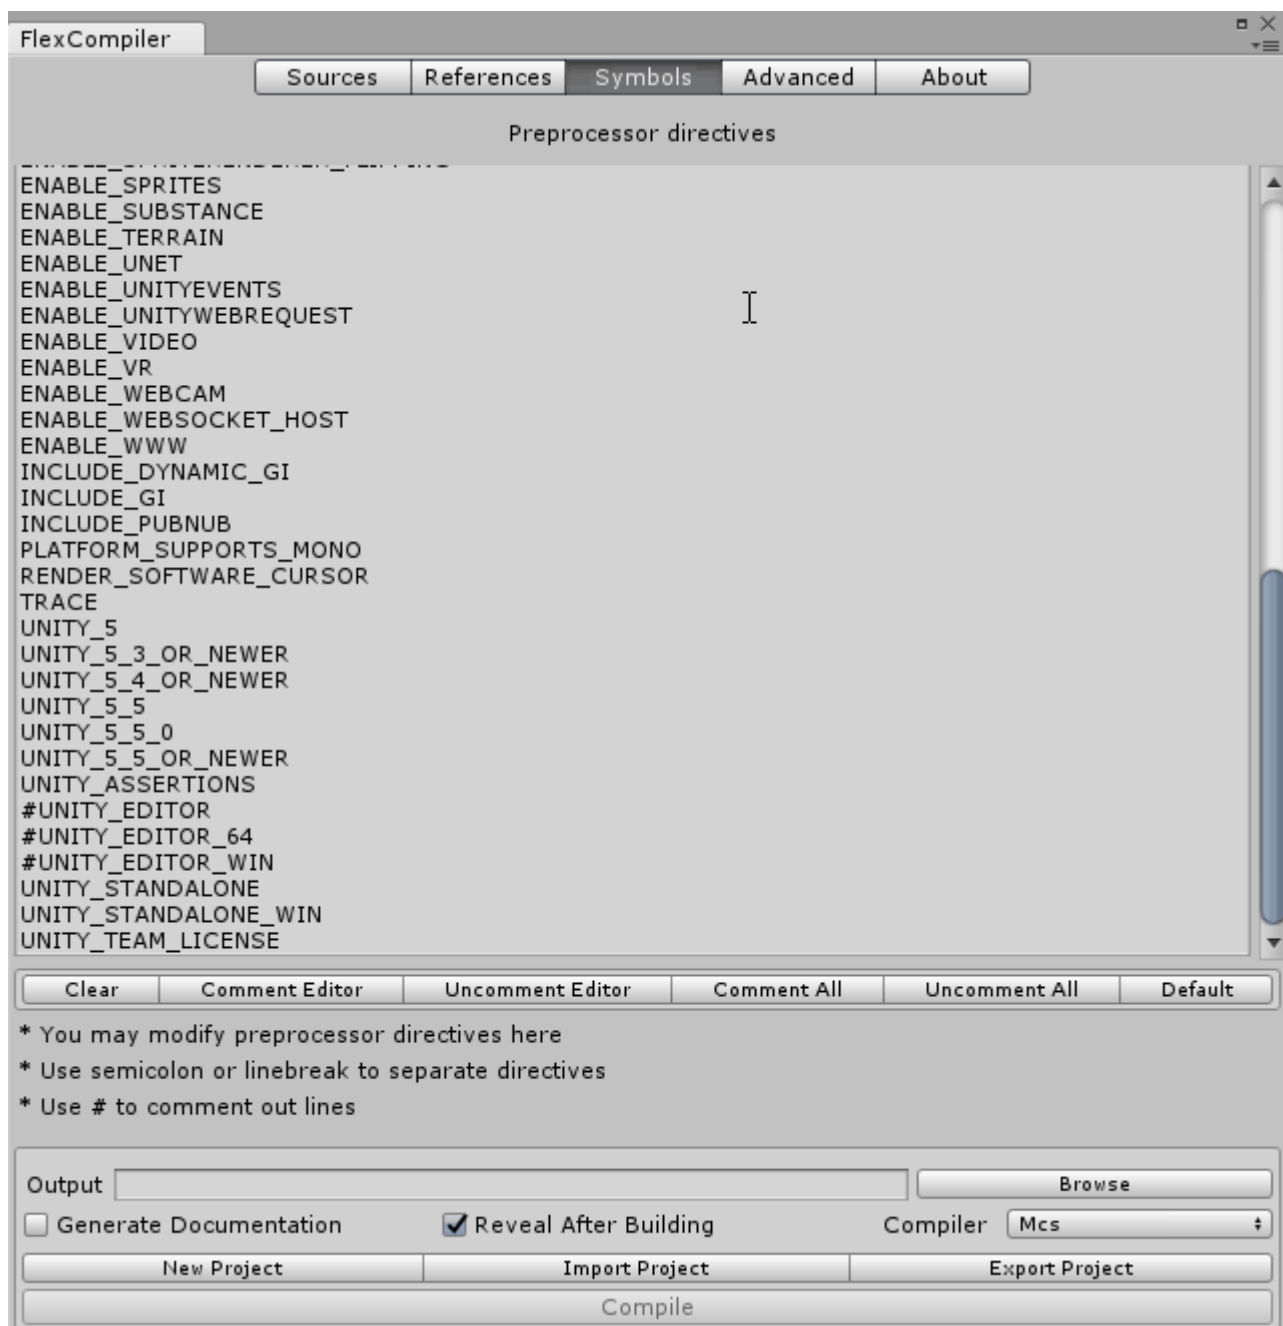 FlexCompiler
Sources References Symbols Advanced About
Preprocessor directives
ENABLE_SPRITES
ENABLE_SUBSTANCE
ENABLE_TERRAIN
ENABLE_UNET
ENABLE_UNITYEVENTS
ENABLE_UNITYWEBREQUEST
ENABLE_VIDEO
ENABLE_VR
ENABLE_WEBCAM
ENABLE_WEBSOCKET_HOST
ENABLE_WWW
INCLUDE_DYNAMIC_GI
INCLUDE_GI
INCLUDE_PUBNUB
PLATFORM_SUPPORTS_MONO
RENDER_SOFTWARE_CURSOR
TRACE
UNITY_5
UNITY_5_3_OR_NEWER
UNITY_5_4_OR_NEWER
UNITY_5_5
UNITY_5_5_0
UNITY_5_5_OR_NEWER
UNITY_ASSERTIONS
#UNITY_EDITOR
#UNITY_EDITOR_64
#UNITY_EDITOR_WIN
UNITY_STANDALONE
UNITY_STANDALONE_WIN
UNITY_TEAM_LICENSE
Clear Comment Editor Uncomment Editor Comment All Uncomment All Default
* You may modify preprocessor directives here
* Use semicolon or linebreak to separate directives
* Use # to comment out lines
Output Browse
Generate Documentation Reveal After Building Compiler Mcs
New Project Import Project Export Project
Compile